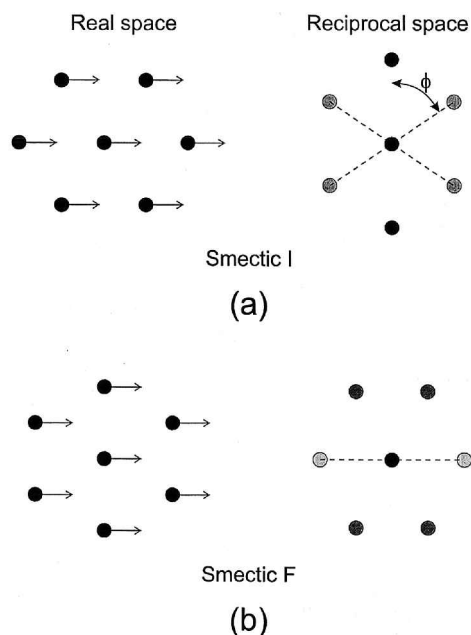 Real space
Reciprocal space
ϕ
Smectic I
(a)
Smectic F
(b)